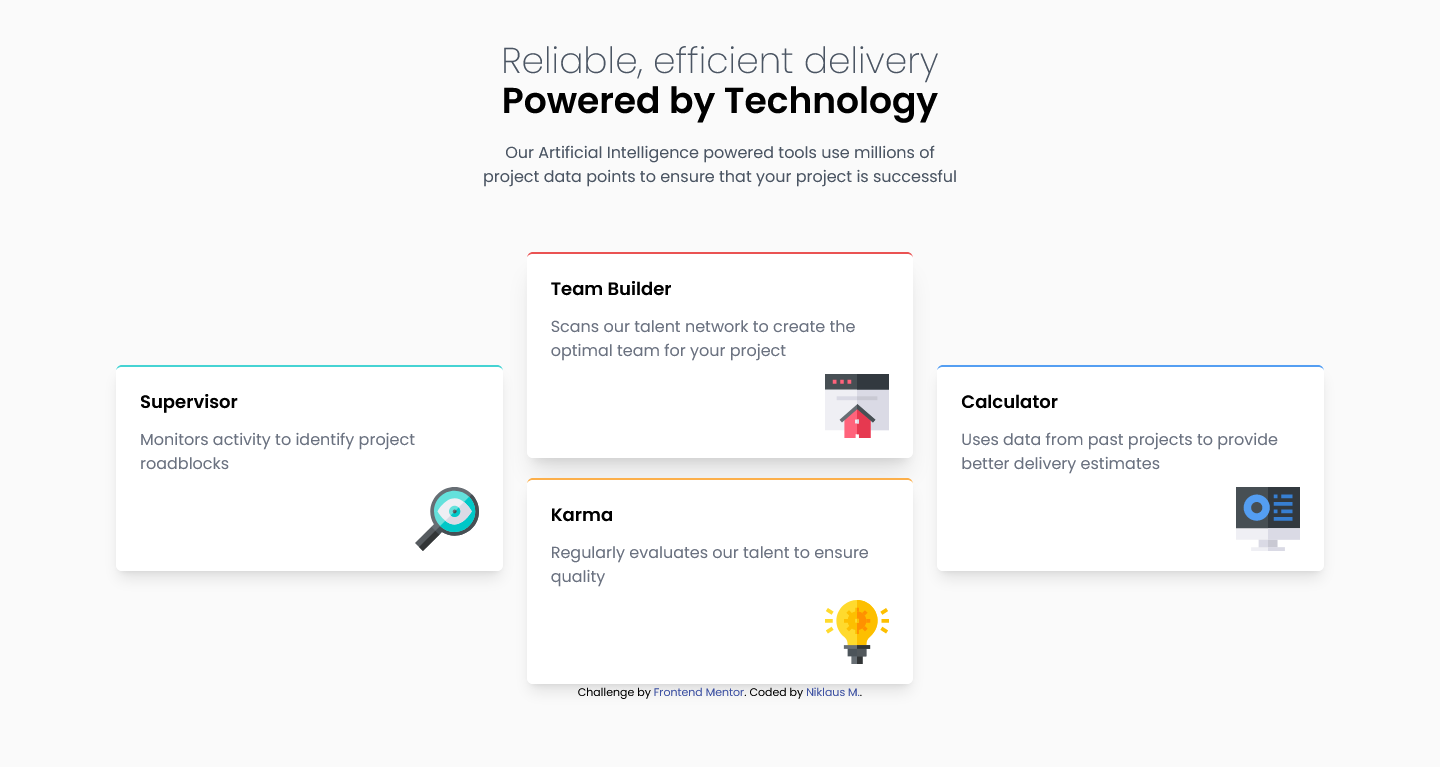 Reliable, efficient delivery
Powered by Technology
Our Artificial Intelligence powered tools use millions of
project data points to ensure that your project is successful
Supervisor
Monitors activity to identify project
roadblocks
Team Builder
Scans our talent network to create the
optimal team for your project
Karma
Regularly evaluates our talent to ensure
quality
Calculator
Uses data from past projects to provide
better delivery estimates
Challenge by Frontend Mentor. Coded by Niklaus M..